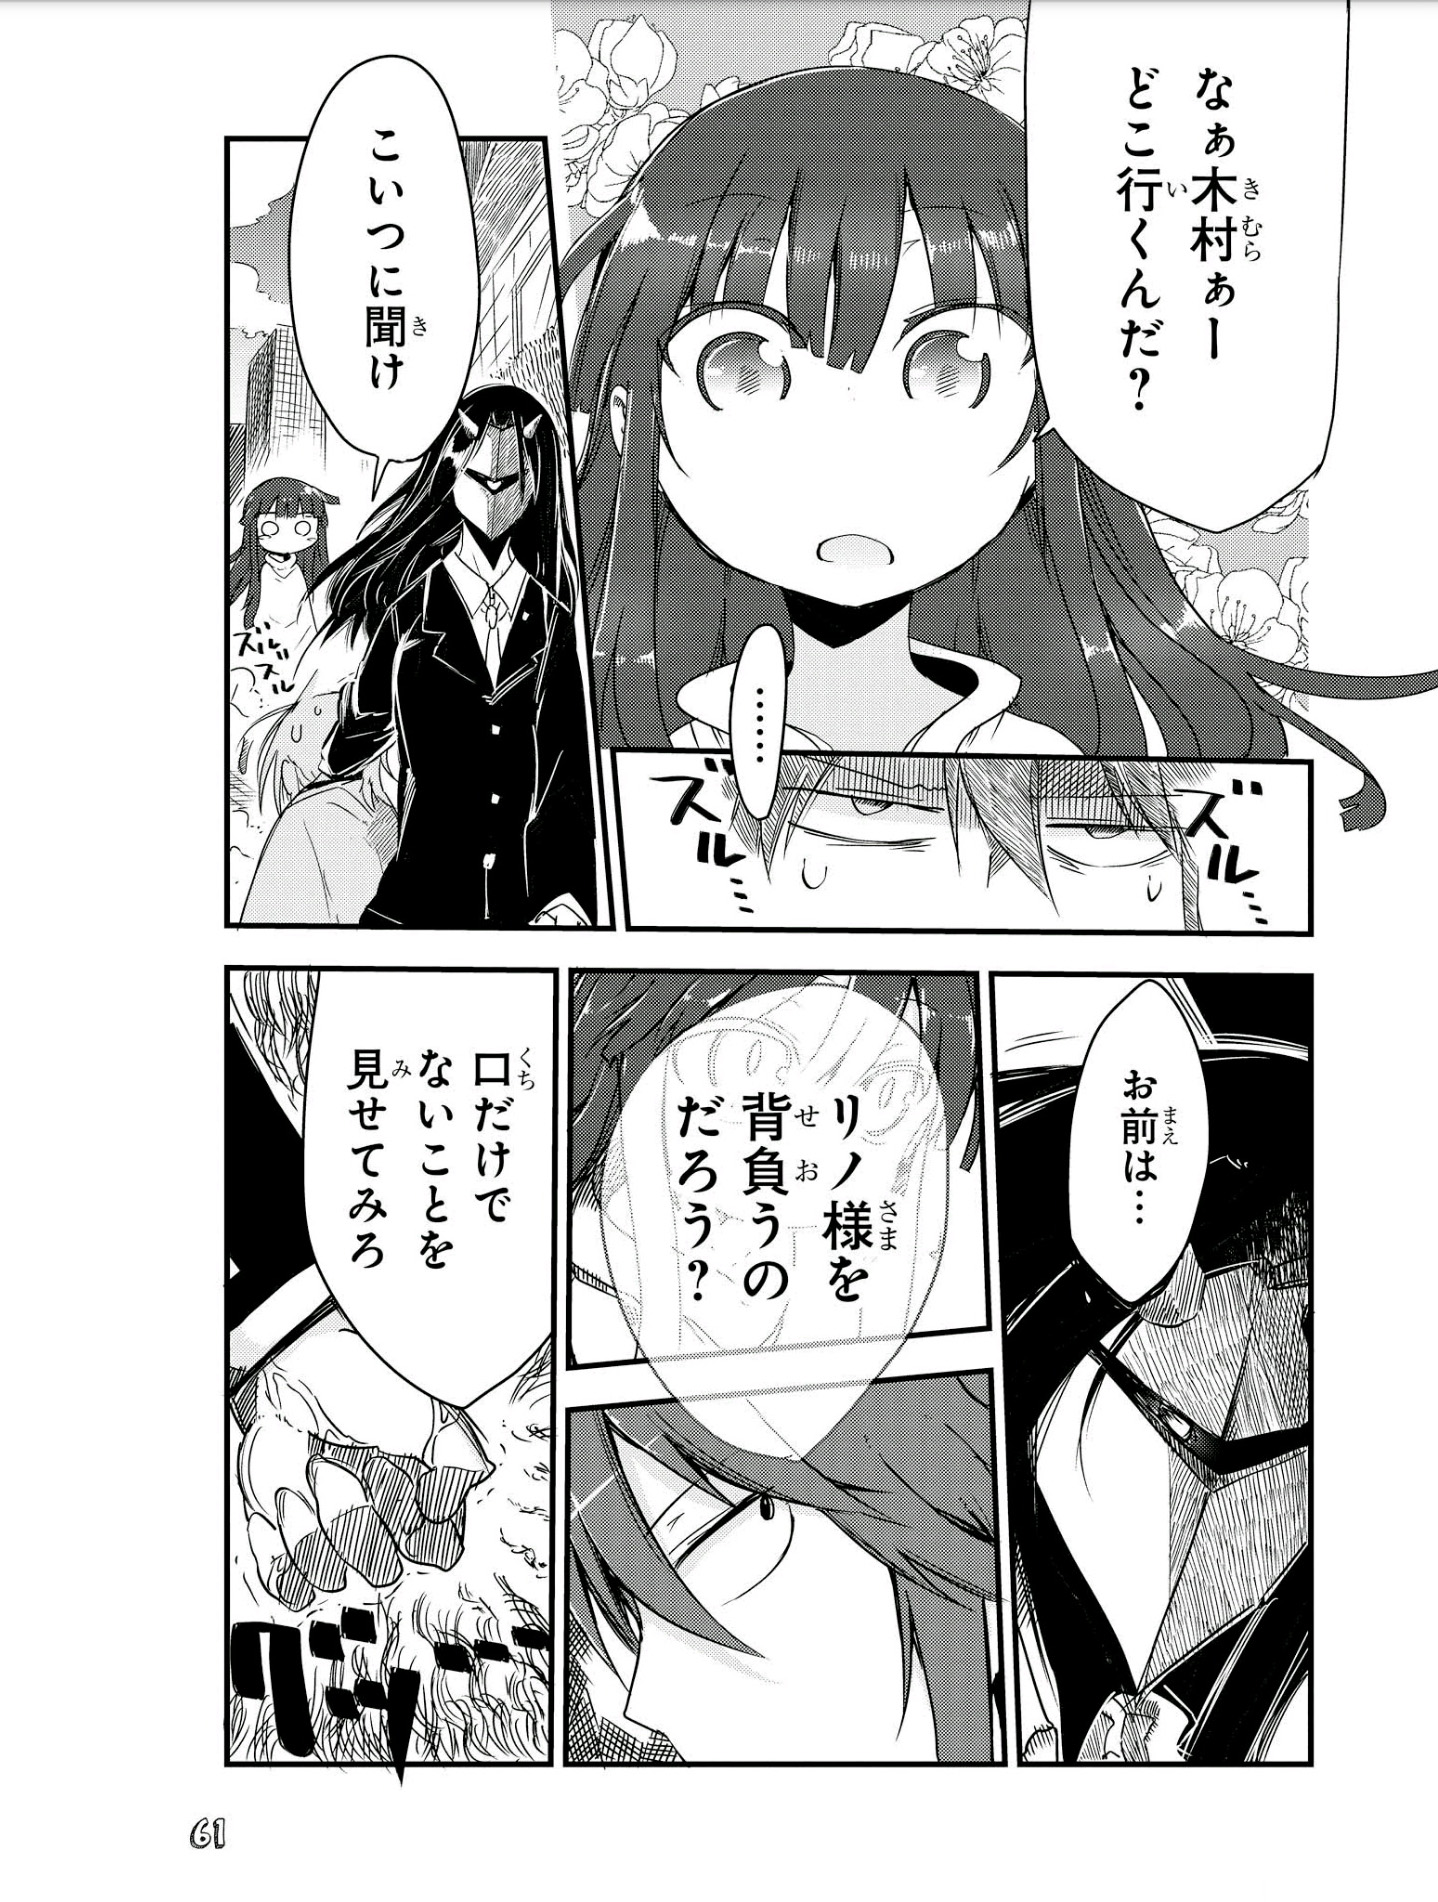 なぁ木村ぁー
どこ行くんだ?
こいつに聞け
……
ズル…
ズル…
ズルズル
ズル
お前は…
リノ様を
背負うの
だろう?
口だけで
ないことを
見せてみろ
61